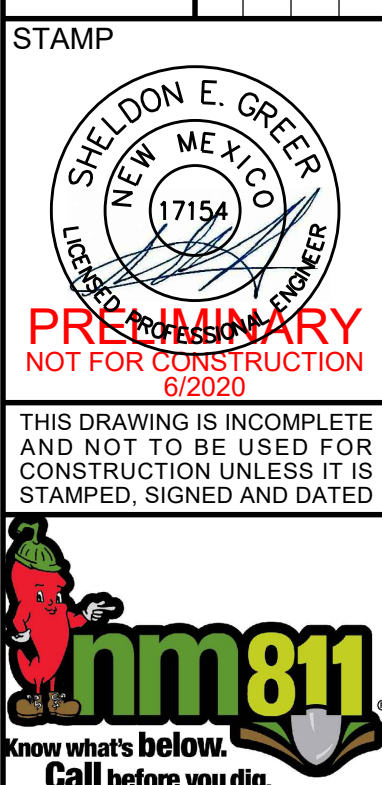 STAMP
SHELDON E. GREER
NEW MEXICO
17154
LICENSED PROFESSIONAL ENGINEER
PRELIMINARY
NOT FOR CONSTRUCTION
6/2020
THIS DRAWING IS INCOMPLETE
AND NOT TO BE USED FOR
CONSTRUCTION UNLESS IT IS
STAMPED, SIGNED AND DATED
nm811®
Know what's below.
Call before you dig.